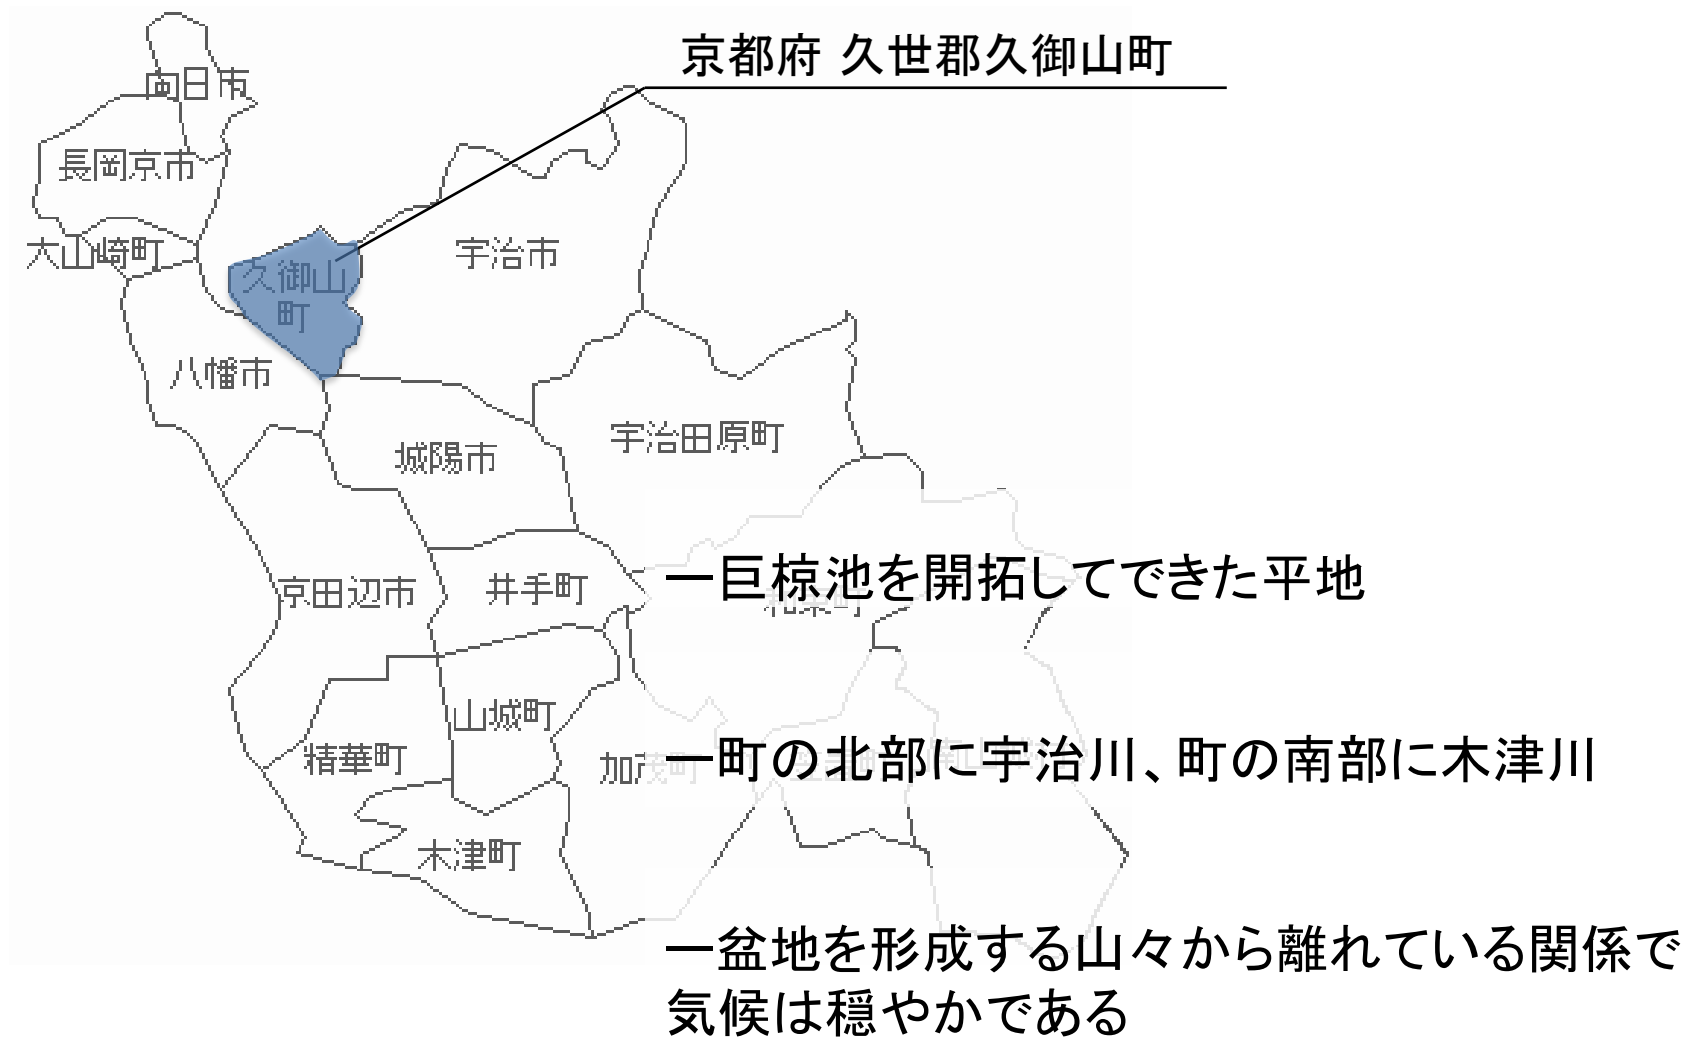 京都府 久世郡久御山町
向日市
長岡京市
大山崎町
宇治市
久御山
町
八幡市
宇治田原町
城陽市
京田辺市
井手町
―巨椋池を開拓してできた平地
山城町
精華町
加茂町
―町の北部に宇治川、町の南部に木津川
木津町
―盆地を形成する山々から離れている関係で
気候は穏やかである